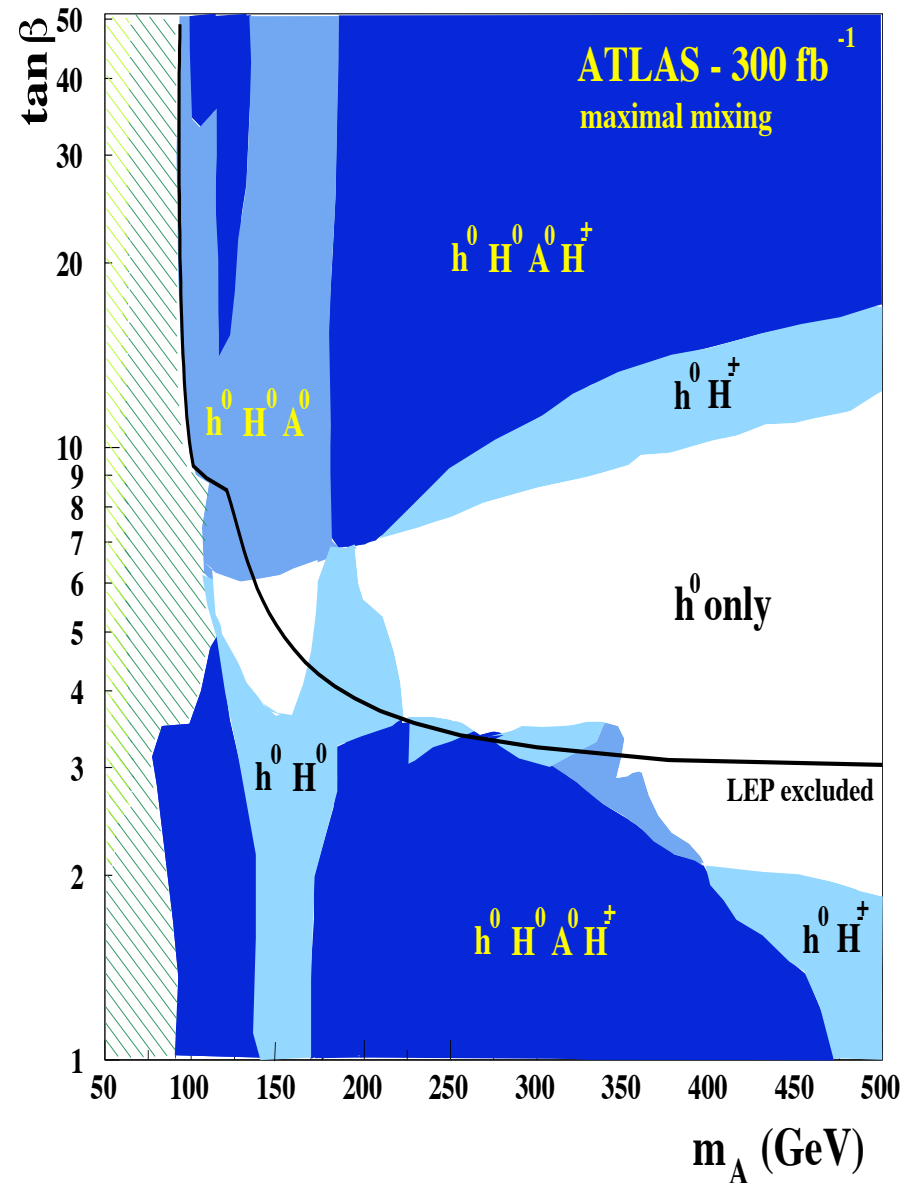 tan β
50
40
30
20
10
9
8
7
6
5
4
3
2
1
ATLAS - 300 fb⁻¹
maximal mixing
h⁰ H⁰ A⁰ H±
h⁰ H±
h⁰ H⁰ A⁰
h⁰ only
h⁰ H⁰
LEP excluded
h⁰ H⁰ A⁰ H±
h⁰ H±
50 100 150 200 250 300 350 400 450 500
m_A (GeV)